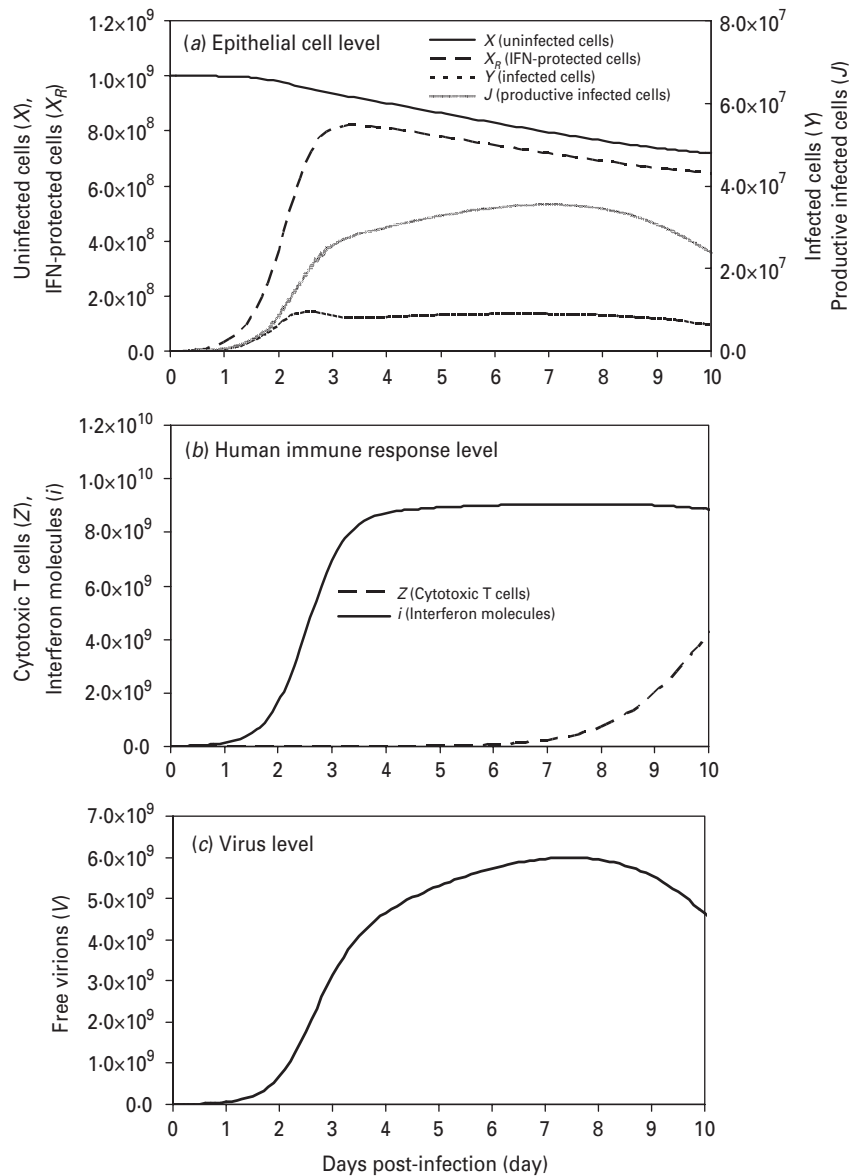 (a) Epithelial cell level
X (uninfected cells)
X_R (IFN-protected cells)
Y (infected cells)
J (productive infected cells)
Uninfected cells (X),
IFN-protected cells (X_R)
1·2×10⁹
1·0×10⁹
8·0×10⁸
6·0×10⁸
4·0×10⁸
2·0×10⁸
0·0
8·0×10⁷
6·0×10⁷
4·0×10⁷
2·0×10⁷
0·0
Infected cells (Y)
Productive infected cells (J)
0 1 2 3 4 5 6 7 8 9 10
(b) Human immune response level
Cytotoxic T cells (Z),
Interferon molecules (i)
1·2×10¹⁰
1·0×10¹⁰
8·0×10⁹
6·0×10⁹
4·0×10⁹
2·0×10⁹
0·0
Z (Cytotoxic T cells)
i (Interferon molecules)
0 1 2 3 4 5 6 7 8 9 10
(c) Virus level
Free virions (V)
7·0×10⁹
6·0×10⁹
5·0×10⁹
4·0×10⁹
3·0×10⁹
2·0×10⁹
1·0×10⁹
0·0
0 1 2 3 4 5 6 7 8 9 10
Days post-infection (day)